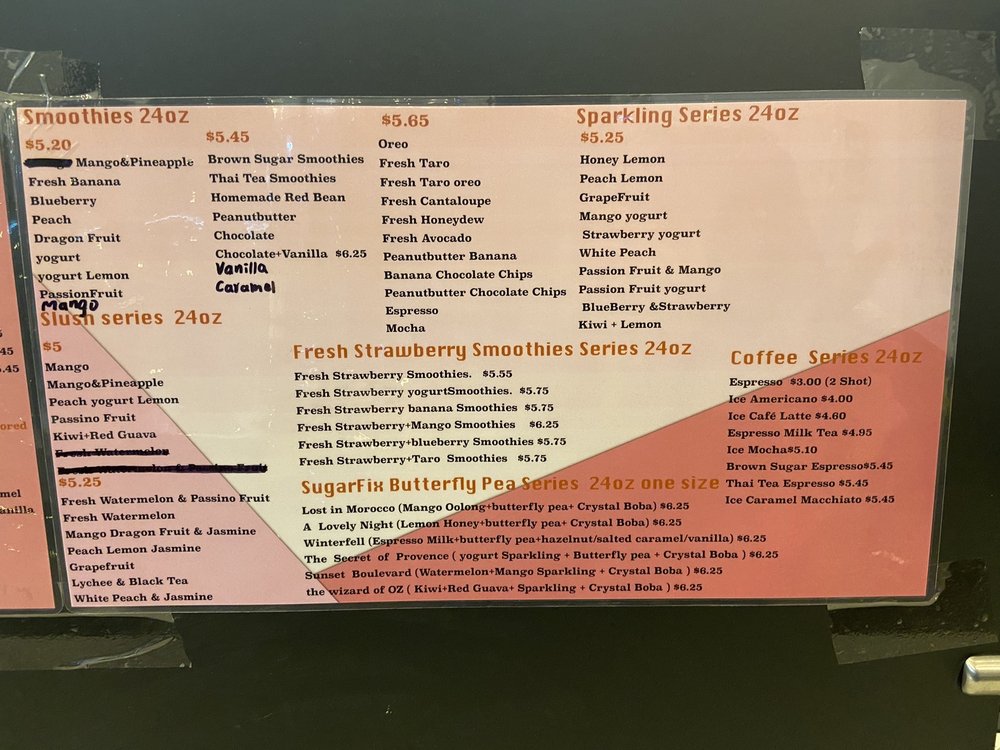 Smoothies 24oz
$5.20
Mango&Pineapple
Fresh Banana
Blueberry
Peach
Dragon Fruit
yogurt
yogurt Lemon
PassionFruit
Mango
$5.45
Brown Sugar Smoothies
Thai Tea Smoothies
Homemade Red Bean
Peanutbutter
Chocolate
Chocolate+Vanilla $6.25
Vanilla
Caramel
$5.65
Oreo
Fresh Taro
Fresh Taro oreo
Fresh Cantaloupe
Fresh Honeydew
Fresh Avocado
Peanutbutter Banana
Banana Chocolate Chips
Peanutbutter Chocolate Chips
Espresso
Mocha
Sparkling Series 24oz
$5.25
Honey Lemon
Peach Lemon
GrapeFruit
Mango yogurt
Strawberry yogurt
White Peach
Passion Fruit & Mango
Passion Fruit yogurt
BlueBerry &Strawberry
Kiwi + Lemon
Slush series 24oz
$5
Mango
Mango&Pineapple
Peach yogurt Lemon
Passino Fruit
Kiwi+Red Guava
Fresh Watermelon
Fresh Watermelon & Passino Fruit
$5.25
Fresh Watermelon & Passino Fruit
Fresh Watermelon
Mango Dragon Fruit & Jasmine
Peach Lemon Jasmine
Grapefruit
Lychee & Black Tea
White Peach & Jasmine
Fresh Strawberry Smoothies Series 24oz
Fresh Strawberry Smoothies. $5.55
Fresh Strawberry yogurtSmoothies. $5.75
Fresh Strawberry banana Smoothies $5.75
Fresh Strawberry+Mango Smoothies $6.25
Fresh Strawberry+blueberry Smoothies $5.75
Fresh Strawberry+Taro Smoothies $5.75
SugarFix Butterfly Pea Series 24oz one size
Lost in Morocco (Mango Oolong+butterfly pea+ Crystal Boba) $6.25
A Lovely Night (Lemon Honey+butterfly pea+ Crystal Boba) $6.25
Winterfell (Espresso Milk+butterfly pea+hazelnut/salted caramel/vanilla) $6.25
The Secret of Provence ( yogurt Sparkling + Butterfly pea + Crystal Boba ) $6.25
Sunset Boulevard (Watermelon+Mango Sparkling + Crystal Boba ) $6.25
the wizard of OZ ( Kiwi+Red Guava+ Sparkling + Crystal Boba ) $6.25
Coffee Series 24oz
Espresso $3.00 (2 Shot)
Ice Americano $4.00
Ice Café Latte $4.60
Espresso Milk Tea $4.95
Ice Mocha$5.10
Brown Sugar Espresso$5.45
Thai Tea Espresso $5.45
Ice Caramel Macchiato $5.45